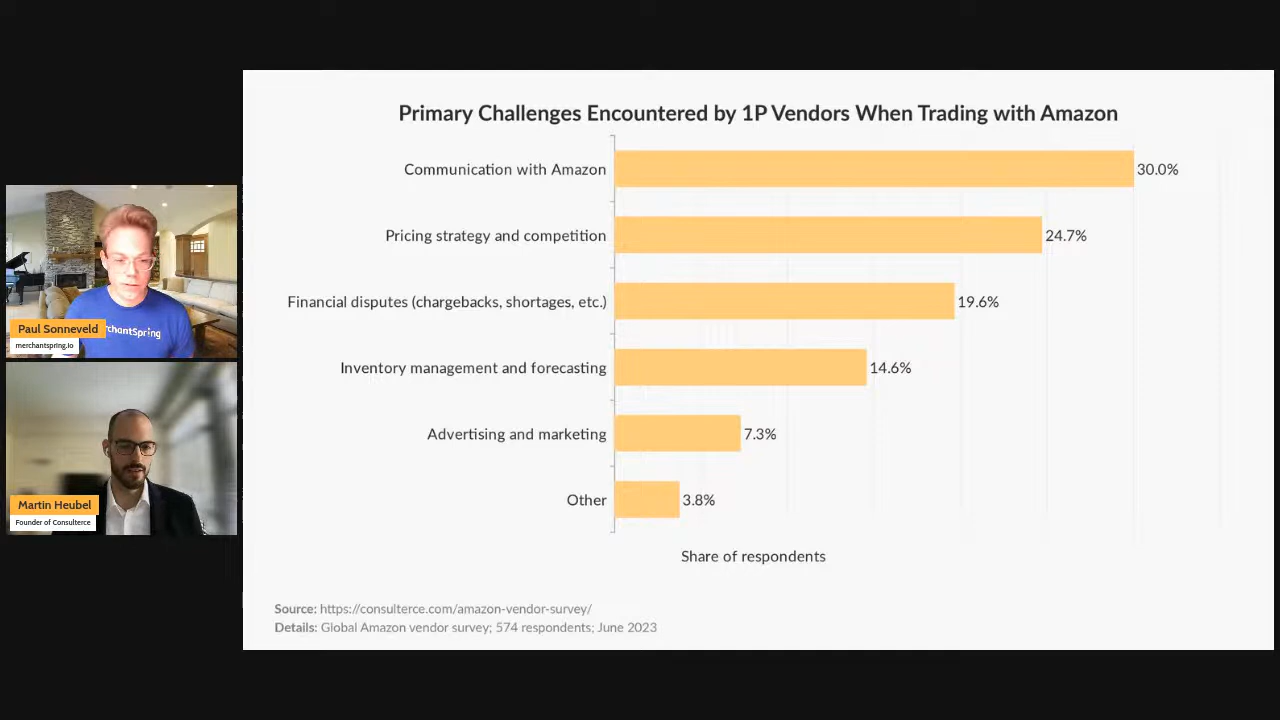 Primary Challenges Encountered by 1P Vendors When Trading with Amazon
Communication with Amazon
30.0%
Pricing strategy and competition
24.7%
Financial disputes (chargebacks, shortages, etc.)
19.6%
Inventory management and forecasting
14.6%
Advertising and marketing
7.3%
Other
3.8%
Share of respondents
Source: https://consulterce.com/amazon-vendor-survey/
Details: Global Amazon vendor survey; 574 respondents; June 2023
rchantSpring
Paul Sonneveld
merchantspring.io
Martin Heubel
Founder of Consulterce